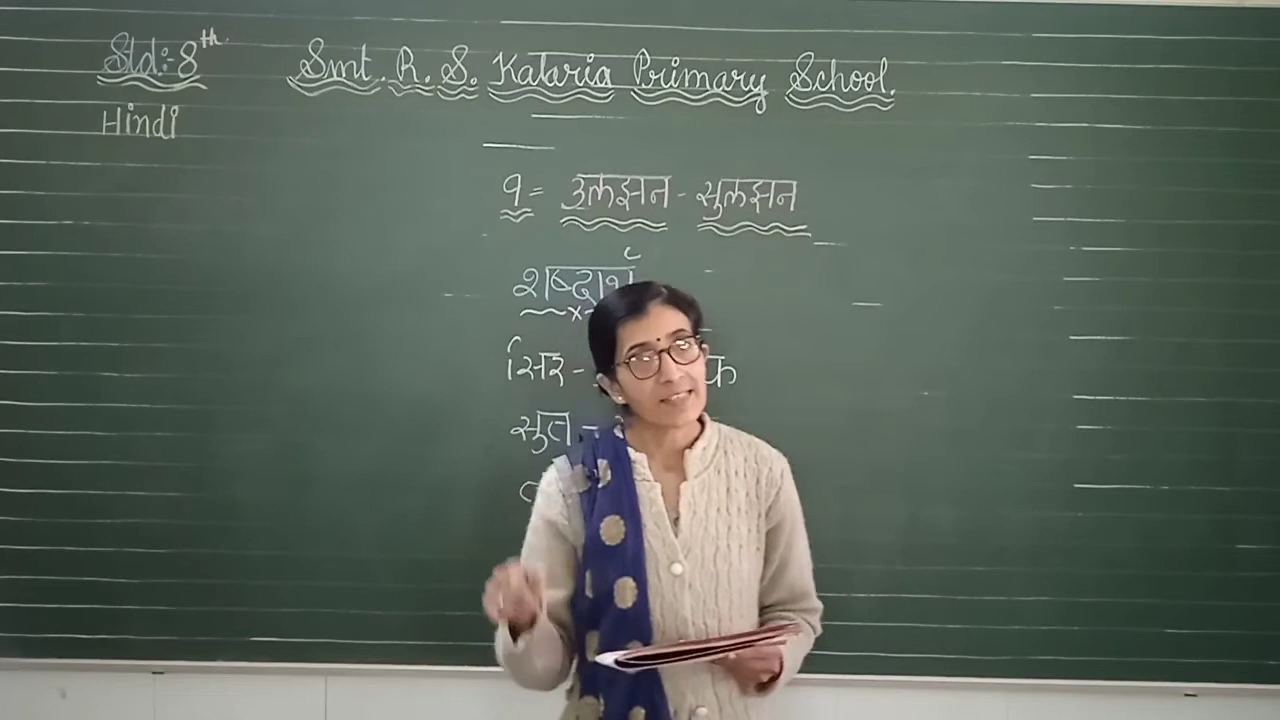 Std:-8th.
Smt. R. S. Kataria Primary School.
Hindi
१= उलझन - सुलझन
शब्दार्थ
सिर -
सुत -